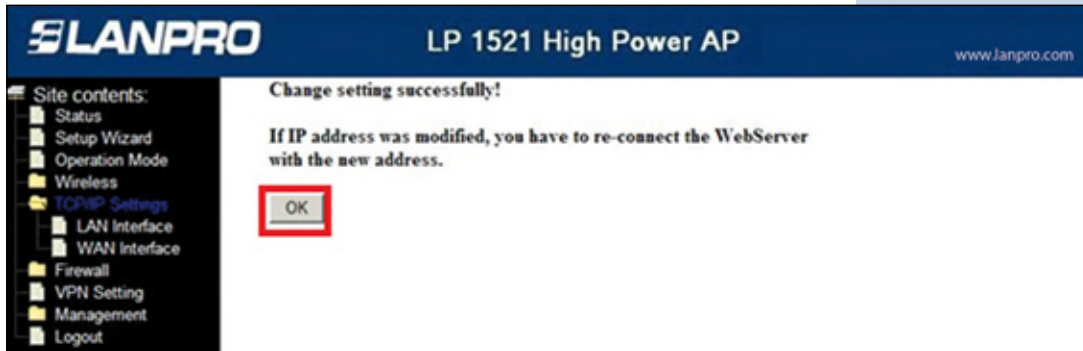 LANPRO
LP 1521 High Power AP
www.lanpro.com
Site contents:
Status
Setup Wizard
Operation Mode
Wireless
TCP/IP Settings
LAN Interface
WAN Interface
Firewall
VPN Setting
Management
Logout
Change setting successfully!
If IP address was modified, you have to re-connect the WebServer
with the new address.
OK